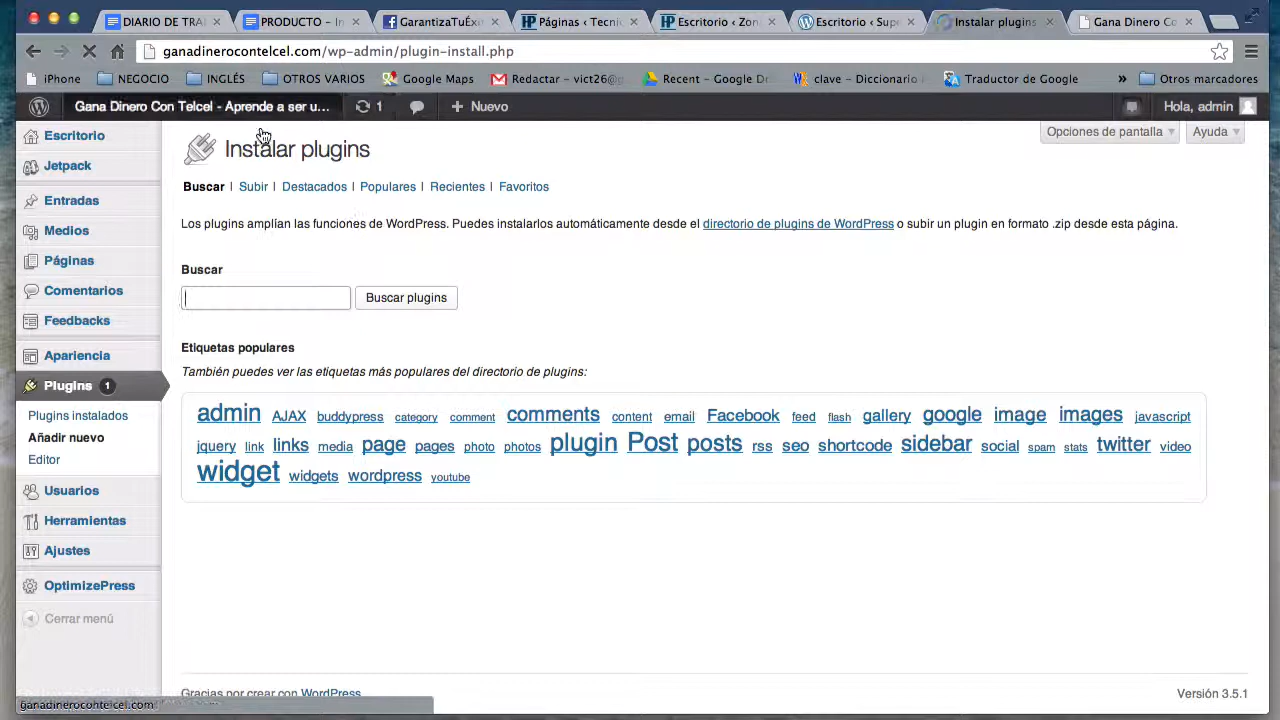 DIARIO DE TRA
PRODUCTO – In
GarantizaTuÉxi
Páginas ‹ Tecni
Escritorio ‹ Zon
Escritorio ‹ Supe
Instalar plugins
Gana Dinero Co
ganadinerocontelcel.com/wp-admin/plugin-install.php
iPhone NEGOCIO INGLÉS OTROS VARIOS Google Maps Redactar – vict26@g Recent – Google Dr clave – Diccionario Traductor de Google » Otros marcadores
Gana Dinero Con Telcel - Aprende a ser u... 1 + Nuevo Hola, admin
Escritorio
Jetpack
Entradas
Medios
Páginas
Comentarios
Feedbacks
Apariencia
Plugins 1
Plugins instalados
Añadir nuevo
Editor
Usuarios
Herramientas
Ajustes
OptimizePress
Cerrar menú
Opciones de pantalla Ayuda
Instalar plugins
Buscar | Subir | Destacados | Populares | Recientes | Favoritos
Los plugins amplían las funciones de WordPress. Puedes instalarlos automáticamente desde el directorio de plugins de WordPress o subir un plugin en formato .zip desde esta página.
Buscar
Buscar plugins
Etiquetas populares
También puedes ver las etiquetas más populares del directorio de plugins:
admin AJAX buddypress category comment comments content email Facebook feed flash gallery google image images javascript
jquery link links media page pages photo photos plugin Post posts rss seo shortcode sidebar social spam stats twitter video
widget widgets wordpress youtube
Gracias por crear con WordPress. Versión 3.5.1
ganadinerocontelcel.com